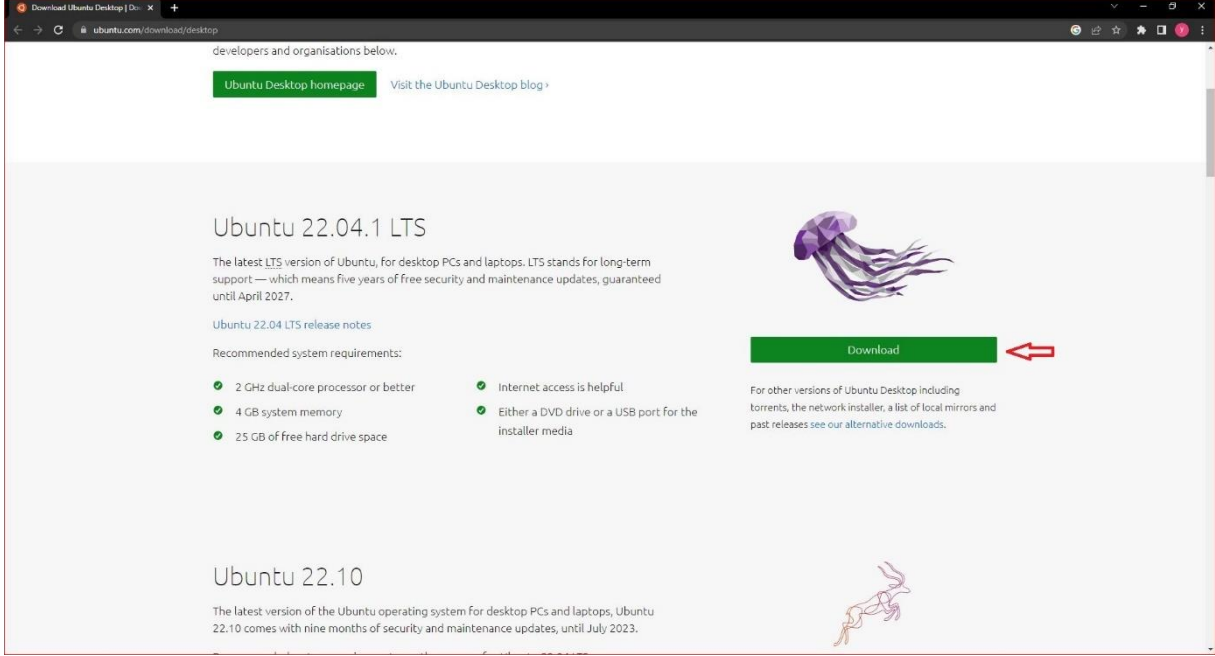 Download Ubuntu Desktop | Do
ubuntu.com/download/desktop
Y
developers and organisations below.
Ubuntu Desktop homepage
Visit the Ubuntu Desktop blog ›
Ubuntu 22.04.1 LTS
The latest LTS version of Ubuntu, for desktop PCs and laptops. LTS stands for long-term
support — which means five years of free security and maintenance updates, guaranteed
until April 2027.
Ubuntu 22.04 LTS release notes
Recommended system requirements:
2 GHz dual-core processor or better
4 GB system memory
25 GB of free hard drive space
Internet access is helpful
Either a DVD drive or a USB port for the
installer media
Download
For other versions of Ubuntu Desktop including
torrents, the network installer, a list of local mirrors and
past releases see our alternative downloads.
Ubuntu 22.10
The latest version of the Ubuntu operating system for desktop PCs and laptops, Ubuntu
22.10 comes with nine months of security and maintenance updates, until July 2023.